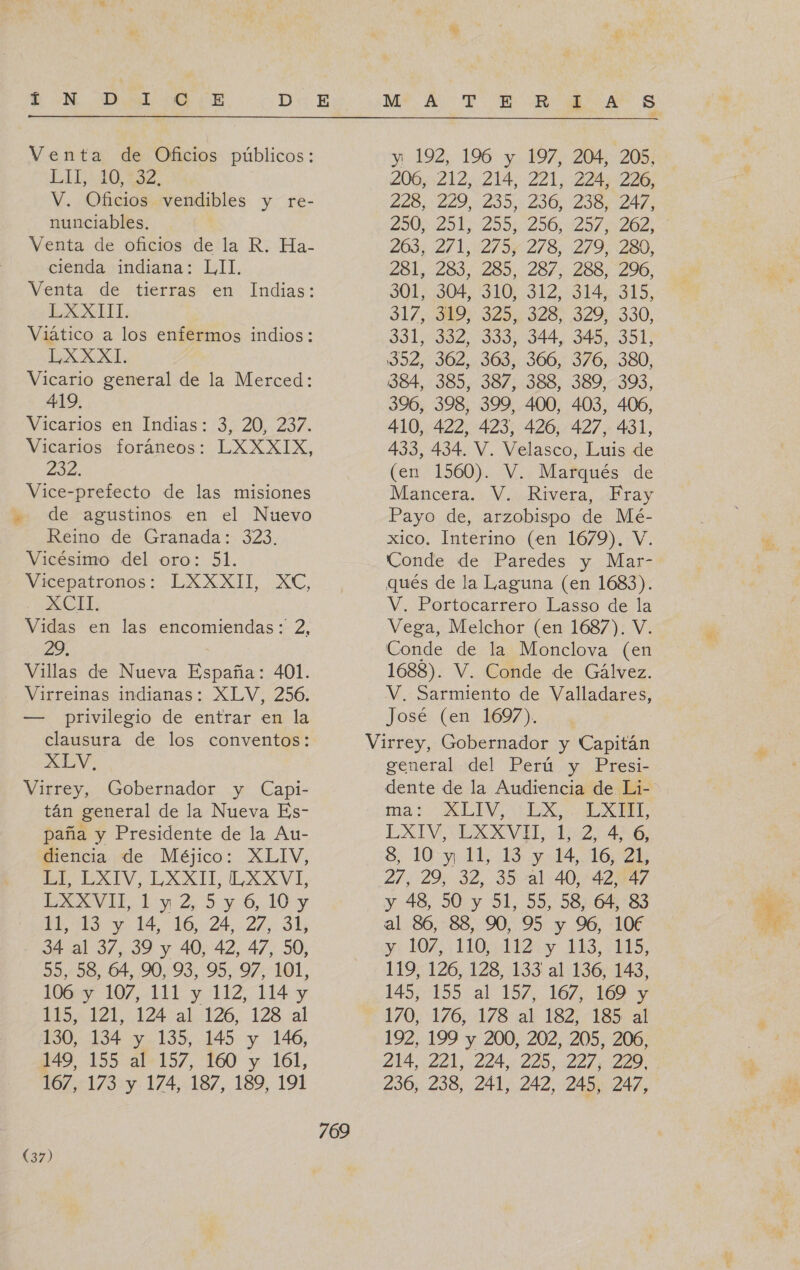 ÍNDICE DE MATERIAS
Venta de Oficios públicos:
LII, 10, 32.
V. Oficios vendibles y re-
nunciables.
Venta de oficios de la R. Ha-
cienda indiana: LII.
Venta de tierras en Indias:
LXXIII.
Viático a los enfermos indios:
LXXXI.
Vicario general de la Merced:
419.
Vicarios en Indias: 3, 20, 237.
Vicarios foráneos: LXXXIX,
232.
Vice-prefecto de las misiones
de agustinos en el Nuevo
Reino de Granada: 323.
Vicésimo del oro: 51.
Vicepatronos: LXXXII, XC,
XCII.
Vidas en las encomiendas: 2,
29.
Villas de Nueva España: 401.
Virreinas indianas: XLV, 256.
— privilegio de entrar en la
clausura de los conventos:
XLV.
Virrey, Gobernador y Capi-
tán general de la Nueva Es-
paña y Presidente de la Au-
diencia de Méjico: XLIV,
LI, LXIV, LXXII, LXXVI,
LXXVII, 1 y 2, 5 y 6, 10 y
11, 13 y 14, 16, 24, 27, 31,
34 al 37, 39 y 40, 42, 47, 50,
55, 58, 64, 90, 93, 95, 97, 101,
106 y 107, 111 y 112, 114 y
115, 121, 124 al 126, 128 al
130, 134 y 135, 145 y 146,
149, 155 al 157, 160 y 161,
167, 173 y 174, 187, 189, 191
y 192, 196 y 197, 204, 205,
206, 212, 214, 221, 224, 226,
228, 229, 235, 236, 238, 247,
250, 251, 255, 256, 257, 262,
263, 271, 275, 278, 279, 280,
281, 283, 285, 287, 288, 296,
301, 304, 310, 312, 314, 315,
317, 319, 325, 328, 329, 330,
331, 332, 333, 344, 345, 351,
352, 362, 363, 366, 376, 380,
384, 385, 387, 388, 389, 393,
396, 398, 399, 400, 403, 406,
410, 422, 423, 426, 427, 431,
433, 434. V. Velasco, Luis de
(en 1560). V. Marqués de
Mancera. V. Rivera, Fray
Payo de, arzobispo de Mé-
xico. Interino (en 1679). V.
Conde de Paredes y Mar-
qués de la Laguna (en 1683).
V. Portocarrero Lasso de la
Vega, Melchor (en 1687). V.
Conde de la Monclova (en
1688). V. Conde de Gálvez.
V. Sarmiento de Valladares,
José (en 1697).
Virrey, Gobernador y Capitán
general del Perú y Presi-
dente de la Audiencia de Li-
ma: XLIV, LX, LXIII,
LXIV, LXXVII, 1, 2, 4, 6,
8, 10 y 11, 13 y 14, 16, 21,
27, 29, 32, 35 al 40, 42, 47
y 48, 50 y 51, 55, 58, 64, 83
al 86, 88, 90, 95 y 96, 106
y 107, 110, 112 y 113, 115,
119, 126, 128, 133 al 136, 143,
145, 155 al 157, 167, 169 y
170, 176, 178 al 182, 185 al
192, 199 y 200, 202, 205, 206,
214, 221, 224, 225, 227, 229,
236, 238, 241, 242, 245, 247,
769
(37)